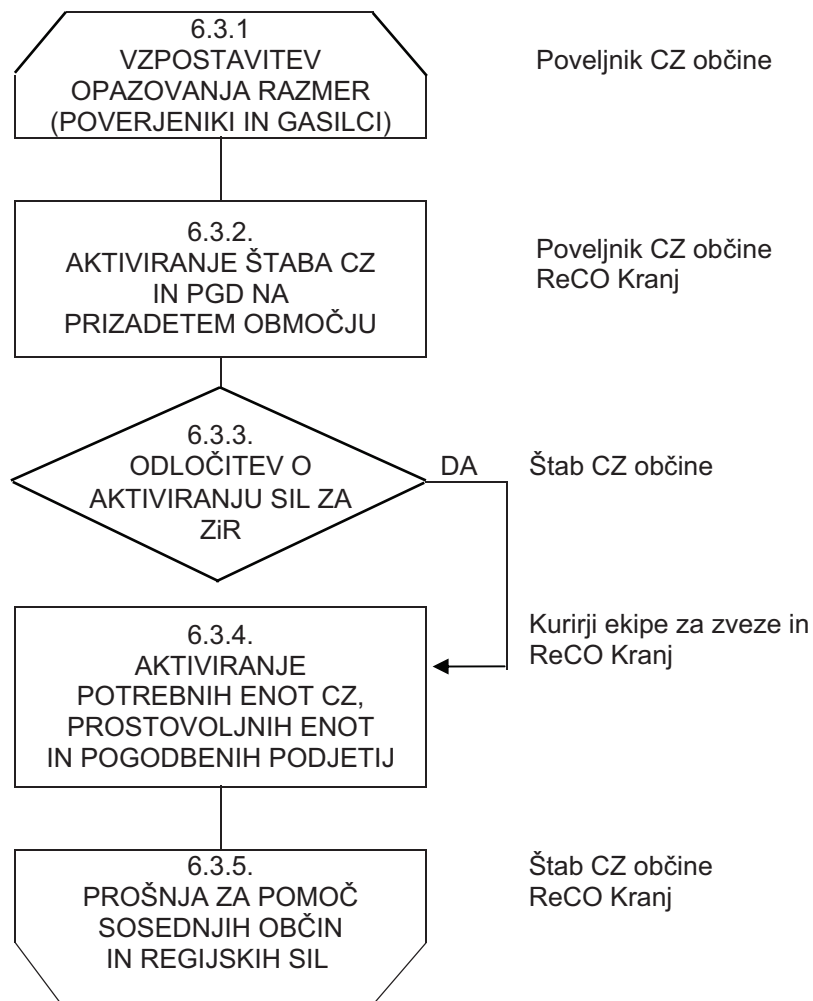 6.3.1
VZPOSTAVITEV
OPAZOVANJA RAZMER
(POVERJENIKI IN GASILCI)
Poveljnik CZ občine
6.3.2.
AKTIVIRANJE ŠTABA CZ
IN PGD NA
PRIZADETEM OBMOČJU
Poveljnik CZ občine
ReCO Kranj
6.3.3.
ODLOČITEV O
AKTIVIRANJU SIL ZA
ZiR
DA
Štab CZ občine
6.3.4.
AKTIVIRANJE
POTREBNIH ENOT CZ,
PROSTOVOLJNIH ENOT
IN POGODBENIH PODJETIJ
Kurirji ekipe za zveze in
ReCO Kranj
6.3.5.
PROŠNJA ZA POMOČ
SOSEDNJIH OBČIN
IN REGIJSKIH SIL
Štab CZ občine
ReCO Kranj